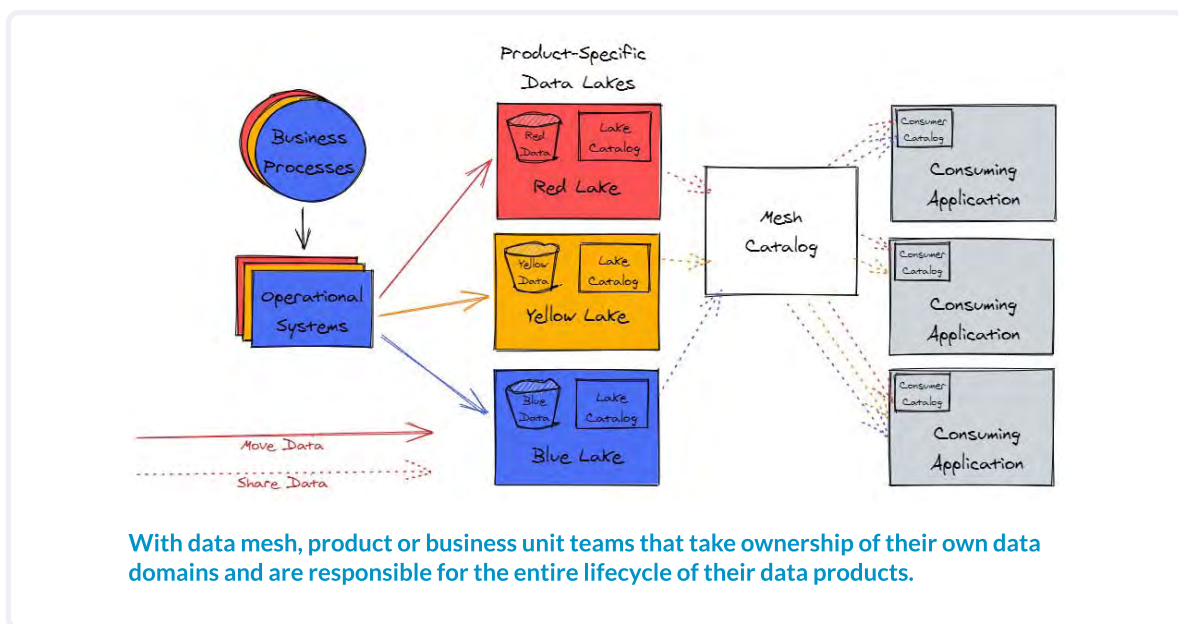 Product-Specific
Data Lakes
Business
Processes
Operational
Systems
Red
Data
Lake
Catalog
Red Lake
Yellow
Data
Lake
Catalog
Yellow Lake
Blue
Data
Lake
Catalog
Blue Lake
Mesh
Catalog
Consumer
Catalog
Consuming
Application
Consumer
Catalog
Consuming
Application
Consumer
Catalog
Consuming
Application
Move Data
Share Data
With data mesh, product or business unit teams that take ownership of their own data
domains and are responsible for the entire lifecycle of their data products.